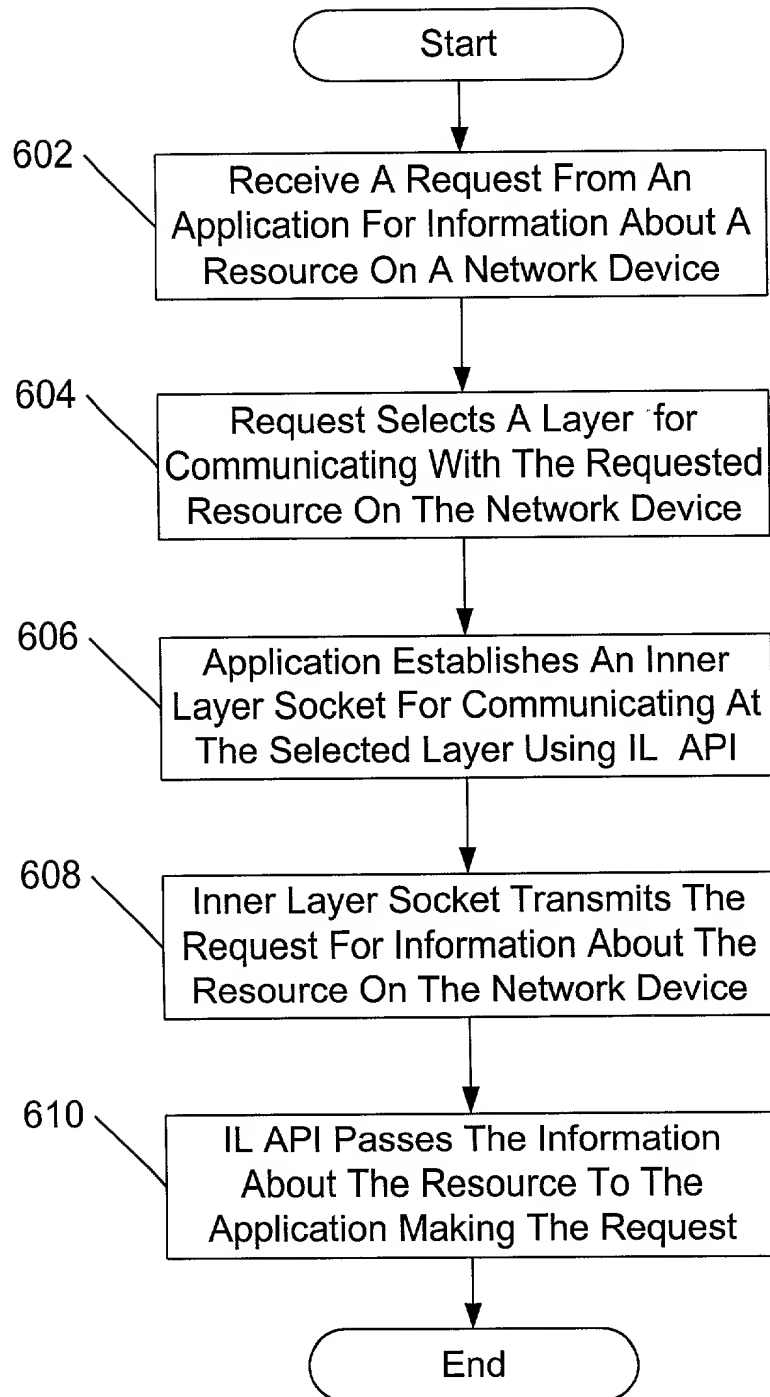 Start
602
Receive A Request From An
Application For Information About A
Resource On A Network Device
604
Request Selects A Layer for
Communicating With The Requested
Resource On The Network Device
606
Application Establishes An Inner
Layer Socket For Communicating At
The Selected Layer Using IL API
608
Inner Layer Socket Transmits The
Request For Information About The
Resource On The Network Device
610
IL API Passes The Information
About The Resource To The
Application Making The Request
End